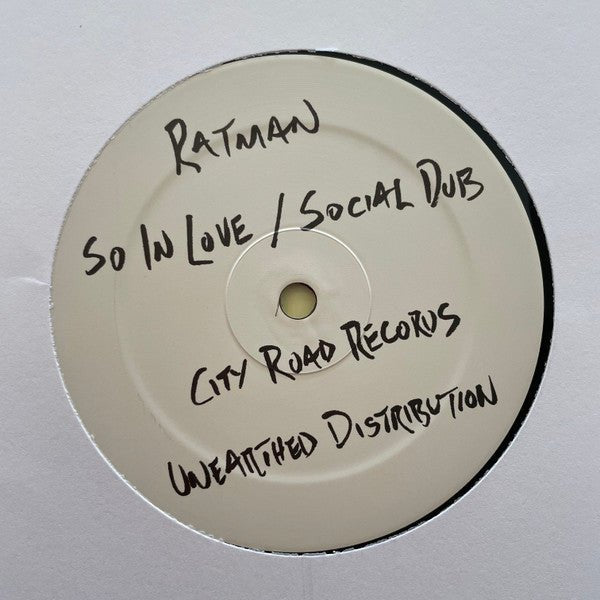 RATMAN
SO IN LOVE / SOCIAL DUB
CITY ROAD RECORDS
UNEARTHED DISTRIBUTION